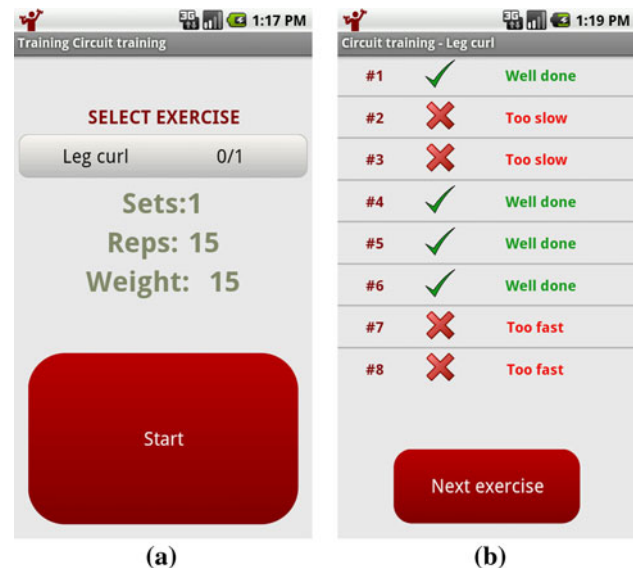 1:17 PM
Training Circuit training
SELECT EXERCISE
Leg curl 0/1
Sets:1
Reps: 15
Weight: 15
Start
(a)
1:19 PM
Circuit training - Leg curl
#1 Well done
#2 Too slow
#3 Too slow
#4 Well done
#5 Well done
#6 Well done
#7 Too fast
#8 Too fast
Next exercise
(b)